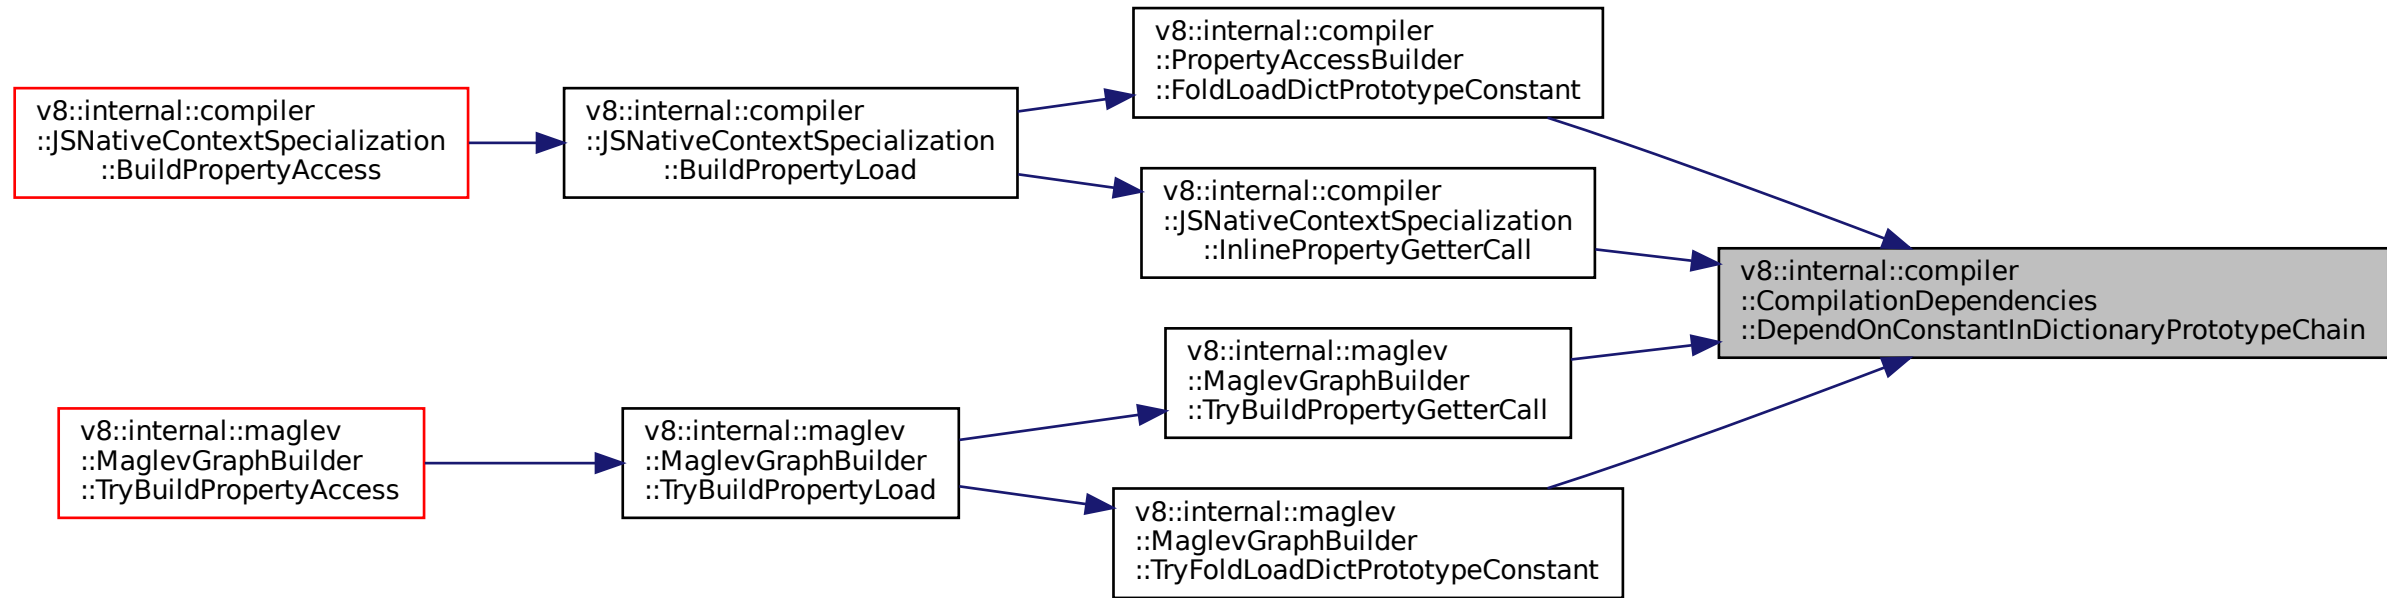 v8::internal::compiler
::PropertyAccessBuilder
::FoldLoadDictPrototypeConstant
v8::internal::compiler
::JSNativeContextSpecialization
::BuildPropertyAccess
v8::internal::compiler
::JSNativeContextSpecialization
::BuildPropertyLoad
v8::internal::compiler
::JSNativeContextSpecialization
::InlinePropertyGetterCall
v8::internal::compiler
::CompilationDependencies
::DependOnConstantInDictionaryPrototypeChain
v8::internal::maglev
::MaglevGraphBuilder
::TryBuildPropertyGetterCall
v8::internal::maglev
::MaglevGraphBuilder
::TryBuildPropertyAccess
v8::internal::maglev
::MaglevGraphBuilder
::TryBuildPropertyLoad
v8::internal::maglev
::MaglevGraphBuilder
::TryFoldLoadDictPrototypeConstant